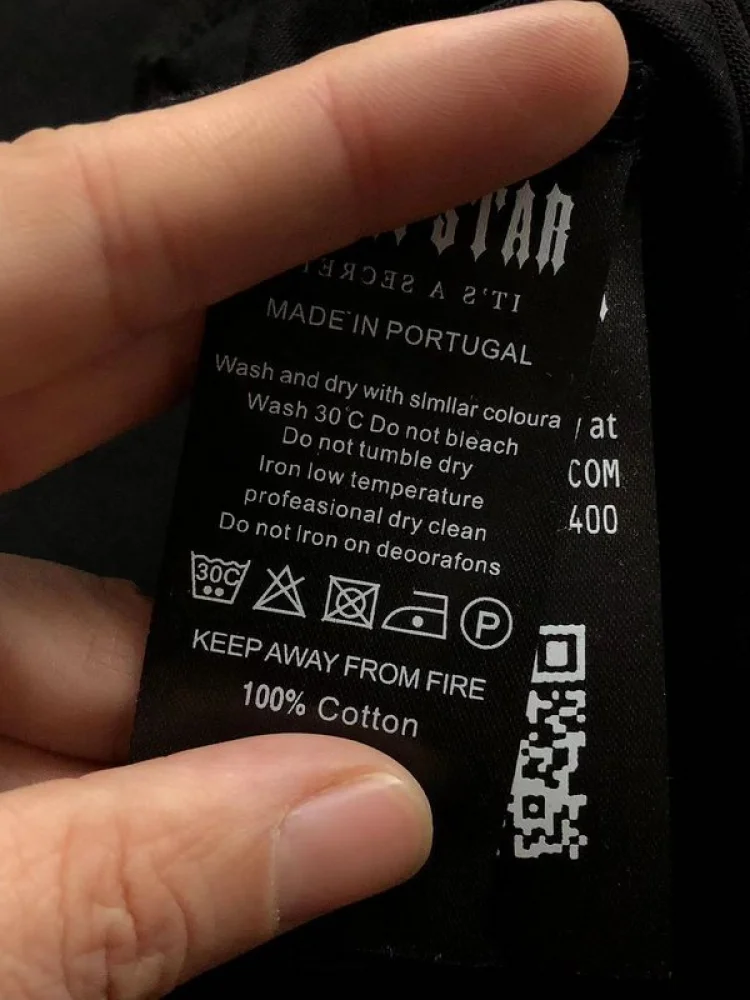 STAR
IT'S A SECRET
MADE IN PORTUGAL
Wash and dry with slmllar coloura
Wash 30°C Do not bleach
Do not tumble dry
Iron low temperature
profeasional dry clean
Do not Iron on deoorafons
30C
P
KEEP AWAY FROM FIRE
100% Cotton
at
COM
400